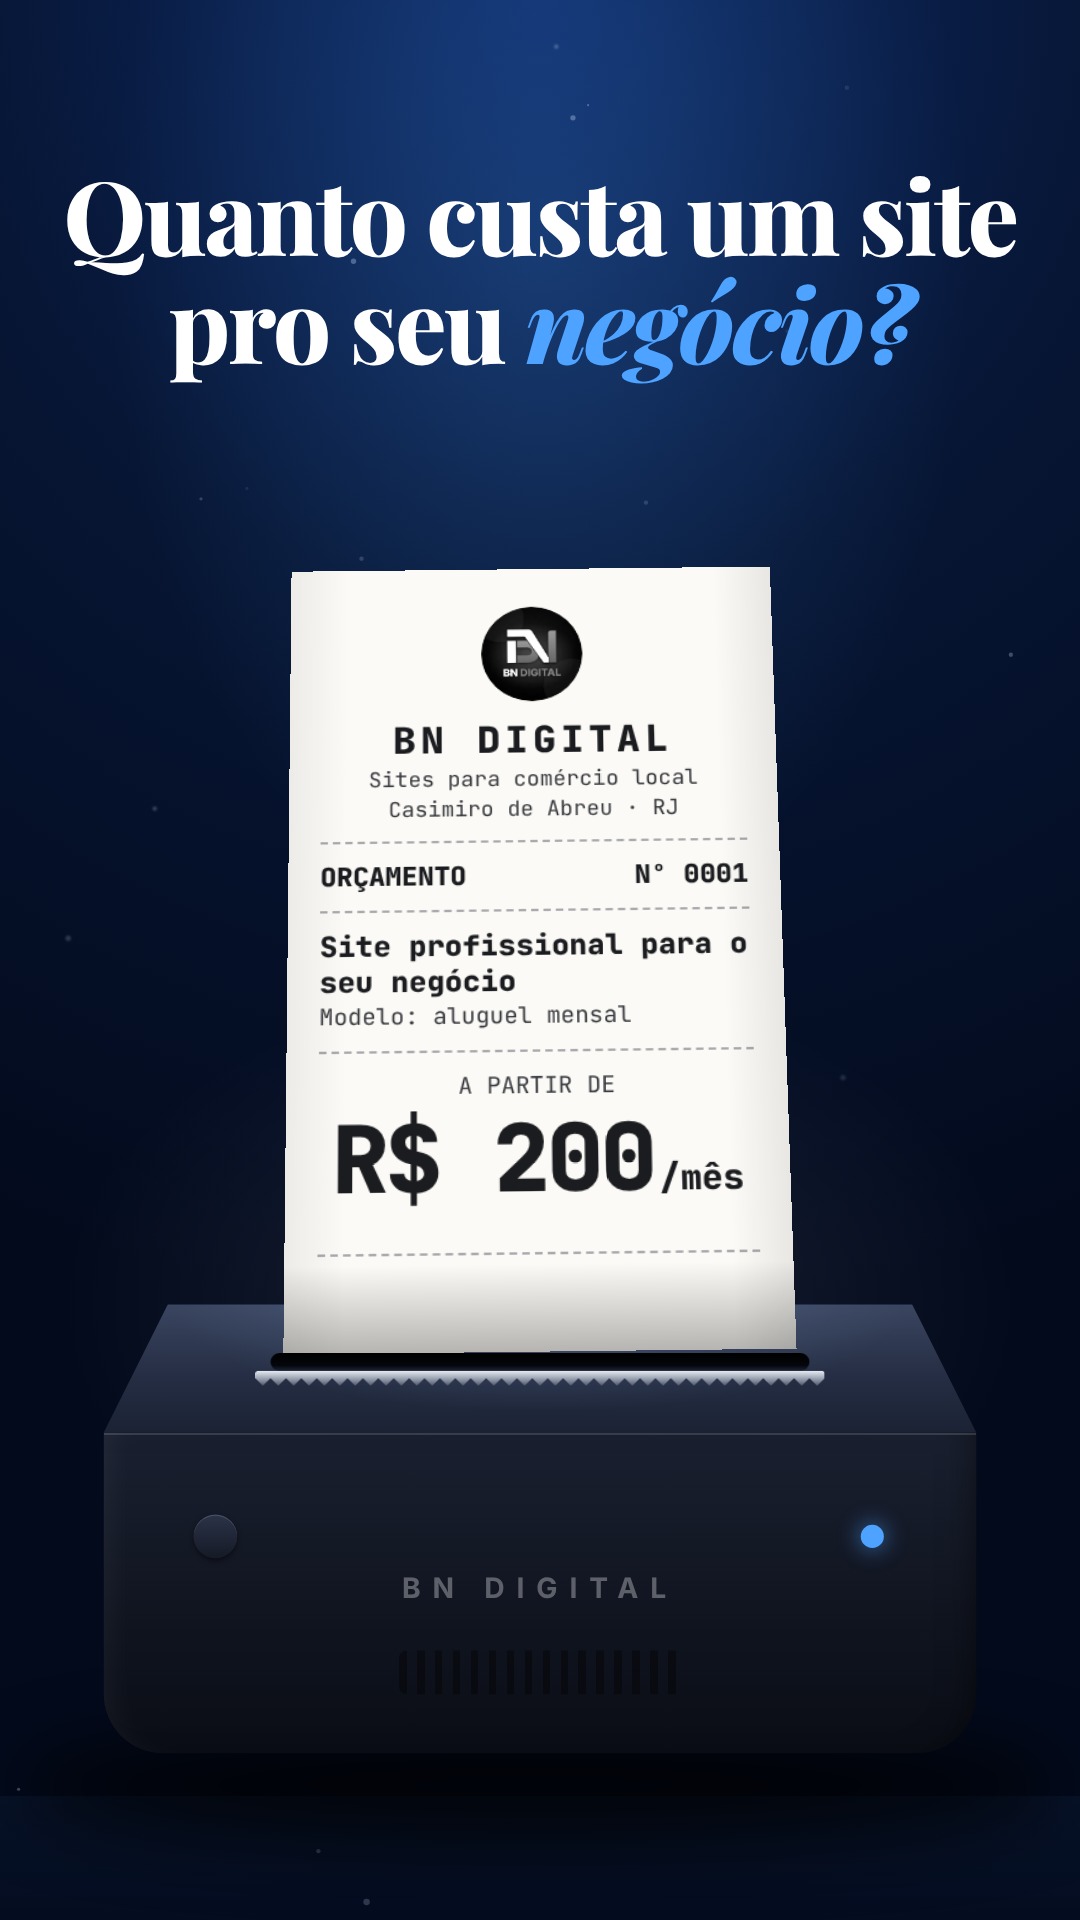 Quanto custa um site
pro seu negócio?
BN DIGITAL
BN DIGITAL
Sites para comércio local
Casimiro de Abreu · RJ
ORÇAMENTO N° 0001
Site profissional para o
seu negócio
Modelo: aluguel mensal
A PARTIR DE
R$ 200/mês
BN DIGITAL